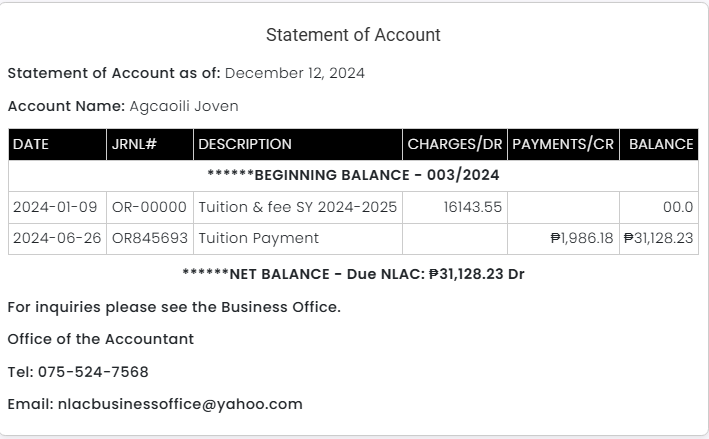 Statement of Account
Statement of Account as of: December 12, 2024
Account Name: Agcaoili Joven
DATE JRNL# DESCRIPTION CHARGES/DR PAYMENTS/CR BALANCE
******BEGINNING BALANCE - 003/2024
2024-01-09 OR-00000 Tuition & fee SY 2024-2025 16143.55 00.0
2024-06-26 OR845693 Tuition Payment ₱1,986.18 ₱31,128.23
******NET BALANCE - Due NLAC: ₱31,128.23 Dr
For inquiries please see the Business Office.
Office of the Accountant
Tel: 075-524-7568
Email: nlacbusinessoffice@yahoo.com